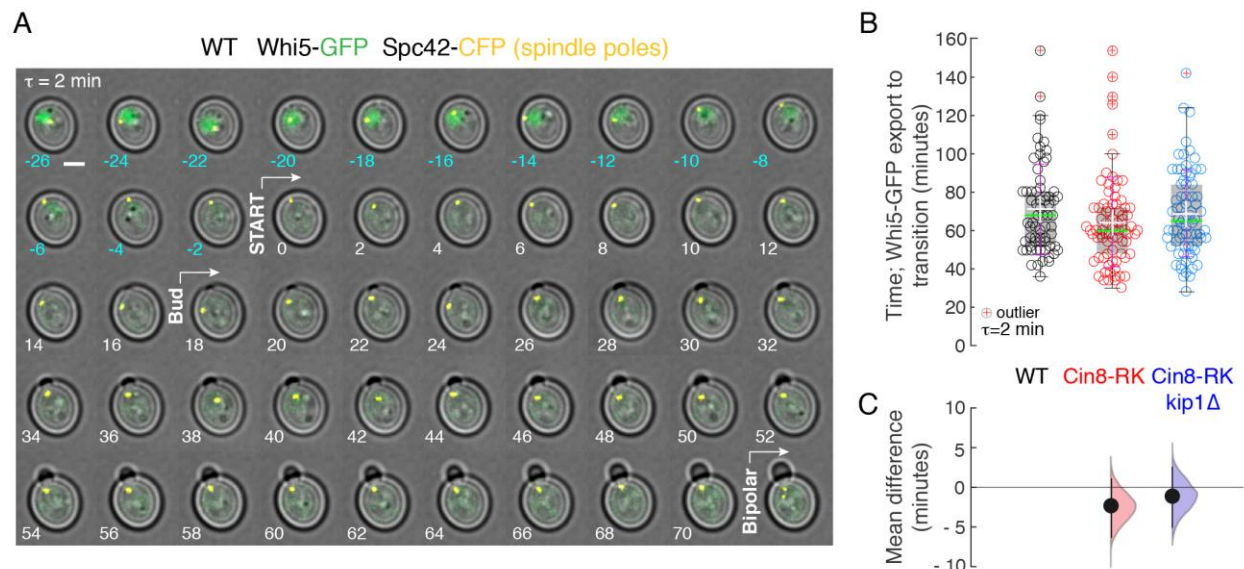 A
WT Whi5-GFP Spc42-CFP (spindle poles)
τ = 2 min
-26 -24 -22 -20 -18 -16 -14 -12 -10 -8
START
-6 -4 -2 0 2 4 6 8 10 12
Bud
14 16 18 20 22 24 26 28 30 32
34 36 38 40 42 44 46 48 50 52
Bipolar
54 56 58 60 62 64 66 68 70
B
Time; Whi5-GFP export to
transition (minutes)
160
140
120
100
80
60
40
20
0
outlier
τ=2 min
WT Cin8-RK Cin8-RK
kip1Δ
C
Mean difference
(minutes)
10
5
0
- 5
- 10